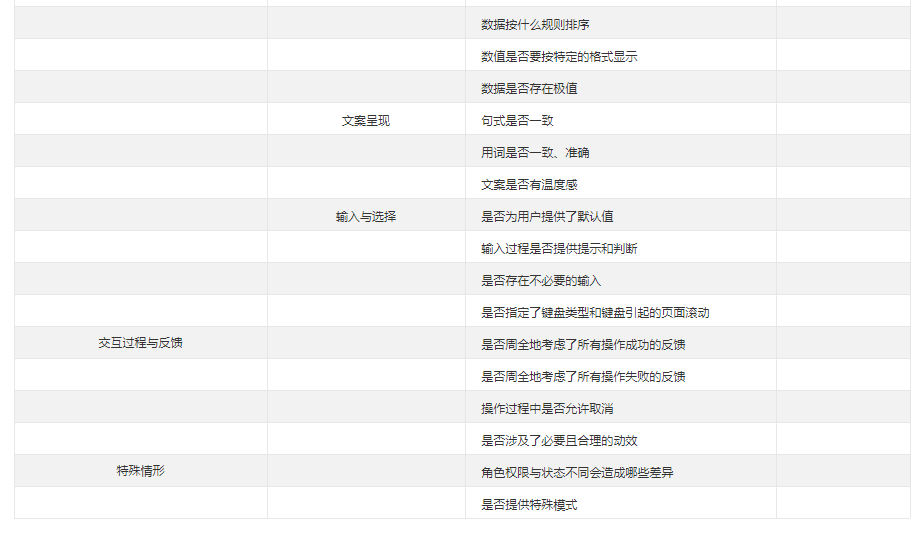 数据按什么规则排序
数值是否要按特定的格式显示
数据是否存在极值
文案呈现 句式是否一致
用词是否一致、准确
文案是否有温度感
输入与选择 是否为用户提供了默认值
输入过程是否提供提示和判断
是否存在不必要的输入
是否指定了键盘类型和键盘引起的页面滚动
交互过程与反馈 是否周全地考虑了所有操作成功的反馈
是否周全地考虑了所有操作失败的反馈
操作过程中是否允许取消
是否涉及了必要且合理的动效
特殊情形 角色权限与状态不同会造成哪些差异
是否提供特殊模式